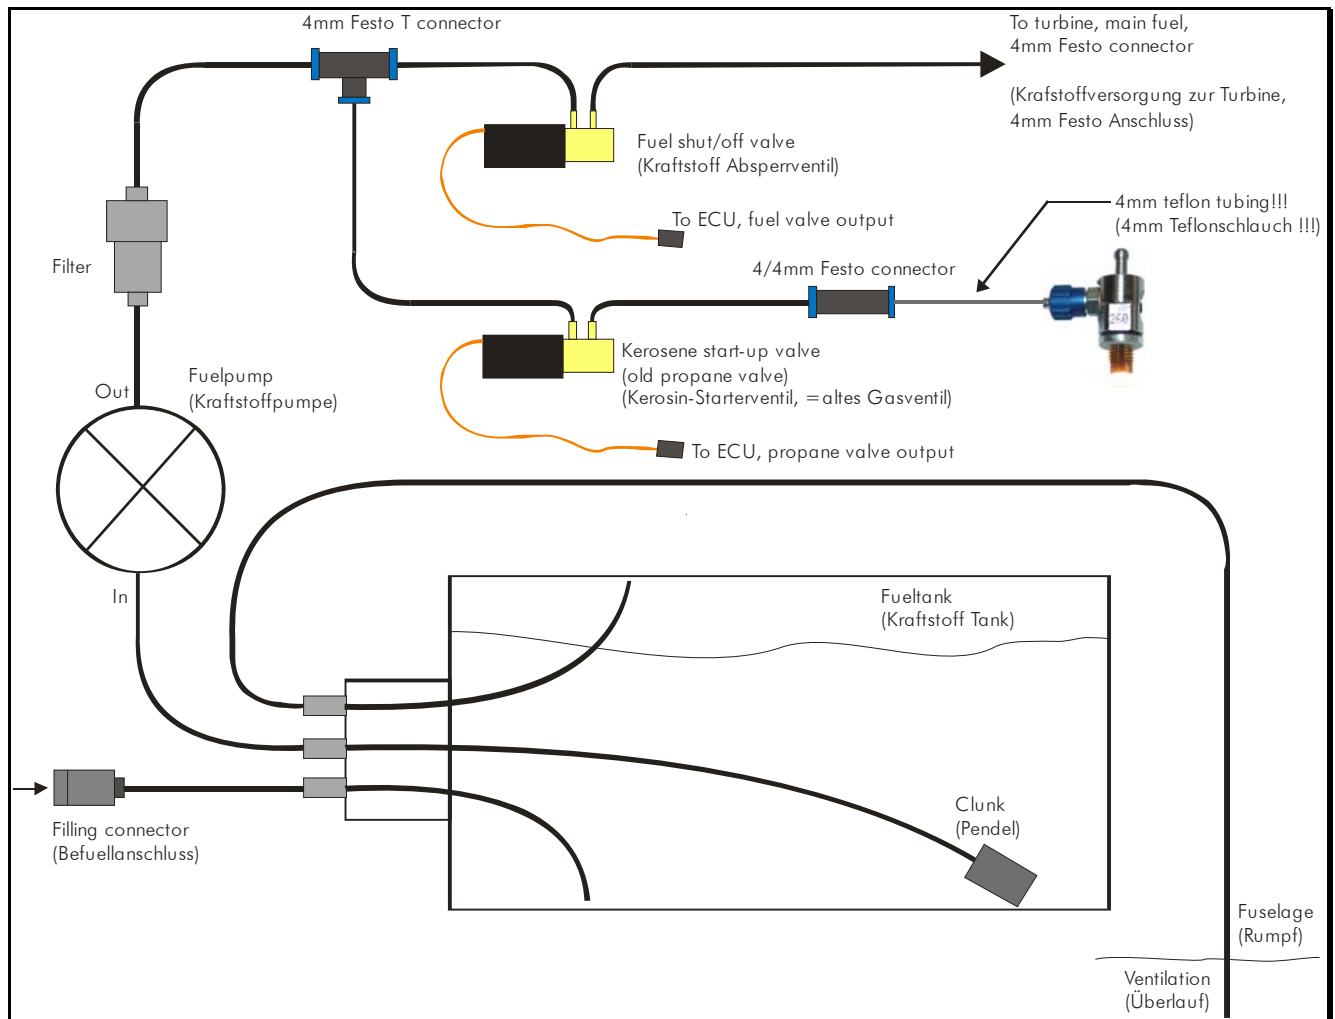 4mm Festo T connector
To turbine, main fuel,
4mm Festo connector
(Krafstoffversorgung zur Turbine,
4mm Festo Anschluss)
Fuel shut/off valve
(Kraftstoff Absperrventil)
4mm teflon tubing!!!
(4mm Teflonschlauch !!!)
To ECU, fuel valve output
Filter
4/4mm Festo connector
260
Kerosene start-up valve
(old propane valve)
(Kerosin-Starterventil, =altes Gasventil)
Out
Fuelpump
(Kraftstoffpumpe)
To ECU, propane valve output
In
Fueltank
(Kraftstoff Tank)
Clunk
(Pendel)
Filling connector
(Befuellanschluss)
Fuselage
(Rumpf)
Ventilation
(Überlauf)